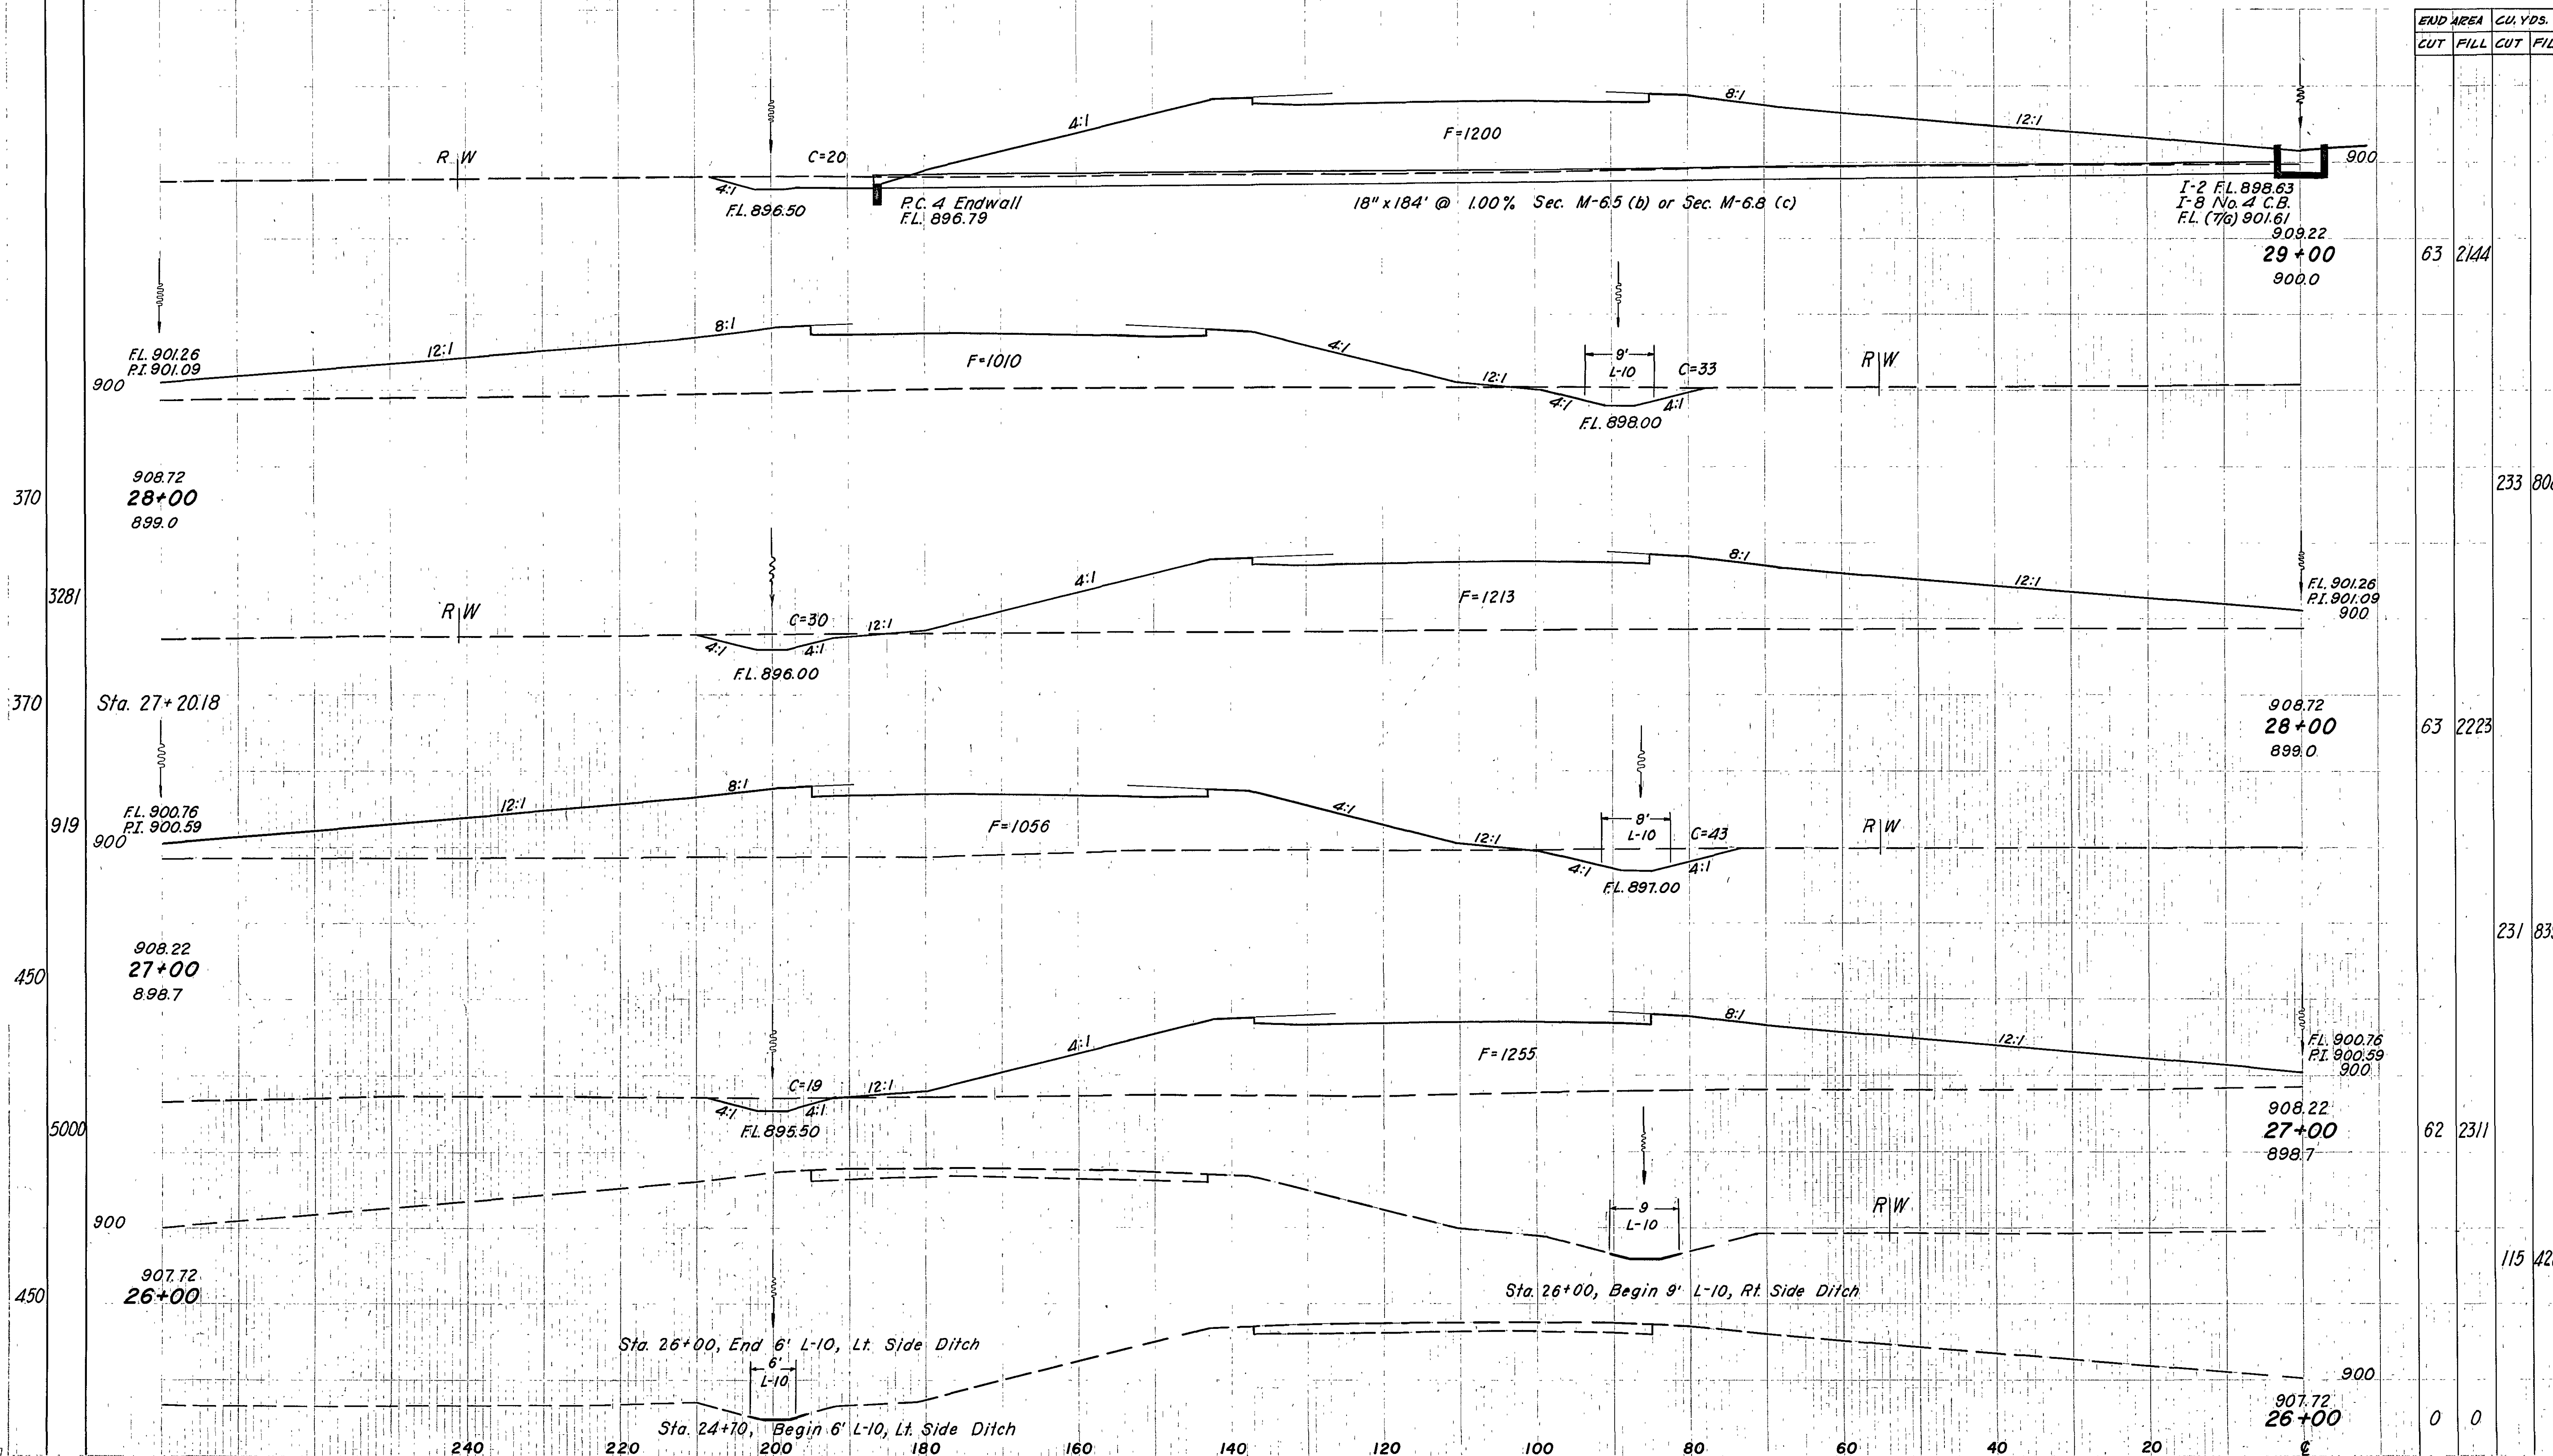 END AREA CU. YDS.
CUT FILL CUT
8:1
4:1
12:1
F=1200
R W
C=20
900
4:1
F.L. 896.50
P.C. 4 Endwall
F.L. 896.79
18" x 184' @ 1.00% Sec. M-6.5 (b) or Sec. M-6.8 (c)
I-2 F.L. 898.63
I-8 No. 4 C.B.
F.L. (T/G) 901.61
909.22
29+00
900.0
63 2144
8:1
12:1
F=1010
4:1
9'
L-10
C=33
R W
F.L. 901.26
P.I. 901.09
900
12:1
4:1
4:1
F.L. 898.00
908.72
28+00
899.0
370
233
8:1
4:1
12:1
F=1213
F.L. 901.26
P.I. 901.09
900
3281
R W
C=30
12:1
4:1
4:1
F.L. 896.00
370
Sta. 27+20.18
908.72
28+00
899.0
63 2223
8:1
12:1
F=1056
4:1
8'
L-10
C=43
R W
F.L. 900.76
P.I. 900.59
900
919
12:1
4:1
4:1
F.L. 897.00
908.22
27+00
898.7
450
231
8:1
4:1
12:1
F=1255
F.L. 900.76
P.I. 900.59
900
C=19
12:1
4:1
4:1
F.L. 895.50
908.22
27+00
898.7
62 2311
5000
R W
9
L-10
900
115
907.72
26+00
450
Sta. 26+00, Begin 9' L-10, Rt. Side Ditch
Sta. 26+00, End 6' L-10, Lt. Side Ditch
6'
L-10
900
907.72
26+00
0 0
Sta. 24+70, Begin 6' L-10, Lt. Side Ditch
240 220 200 180 160 140 120 100 80 60 40 20 ℄